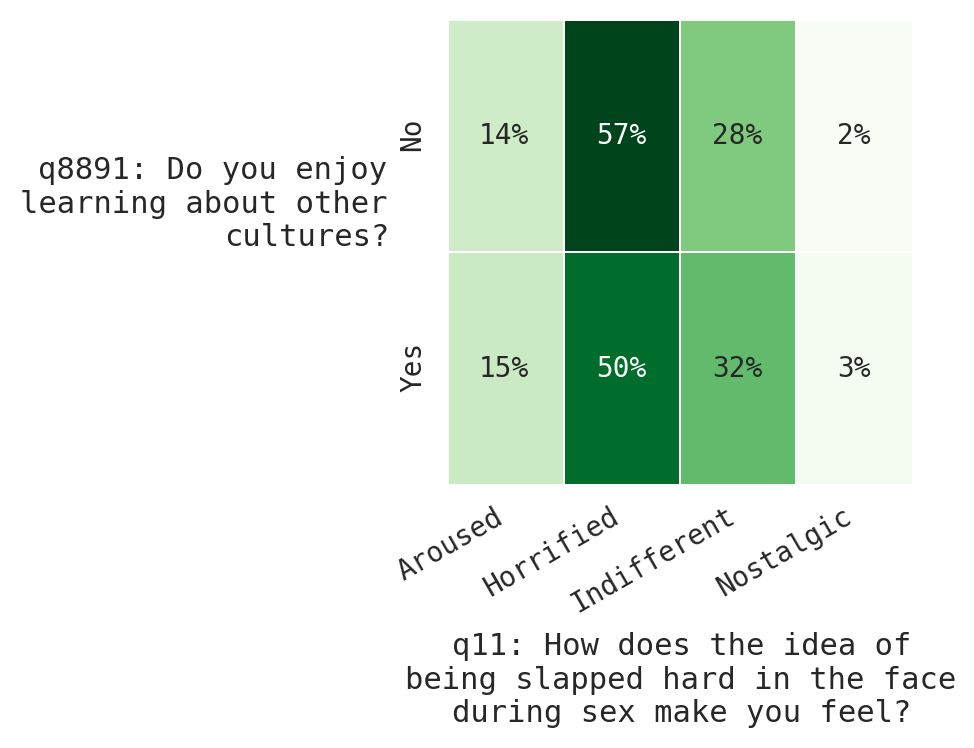 No
14% 57% 28% 2%
q8891: Do you enjoy
learning about other
cultures?
Yes
15% 50% 32% 3%
Aroused
Horrified
Indifferent
Nostalgic
q11: How does the idea of
being slapped hard in the face
during sex make you feel?